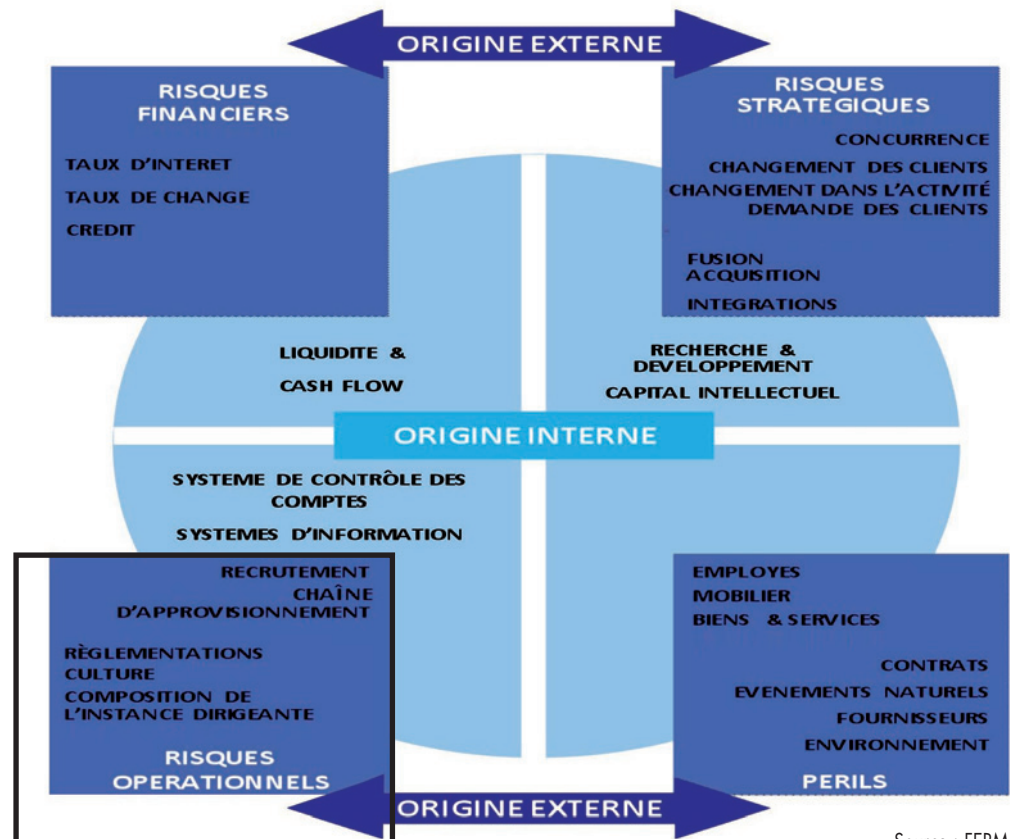 ORIGINE EXTERNE
RISQUES
FINANCIERS
TAUX D'INTERET
TAUX DE CHANGE
CREDIT
RISQUES
STRATEGIQUES
CONCURRENCE
CHANGEMENT DES CLIENTS
CHANGEMENT DANS L'ACTIVITÉ
DEMANDE DES CLIENTS
FUSION
ACQUISITION
INTEGRATIONS
LIQUIDITE &
CASH FLOW
RECHERCHE &
DEVELOPPEMENT
CAPITAL INTELLECTUEL
ORIGINE INTERNE
SYSTEME DE CONTRÔLE DES
COMPTES
SYSTEMES D'INFORMATION
RECRUTEMENT
CHAÎNE
D'APPROVISIONNEMENT
RÈGLEMENTATIONS
CULTURE
COMPOSITION DE
L'INSTANCE DIRIGEANTE
RISQUES
OPERATIONNELS
EMPLOYES
MOBILIER
BIENS & SERVICES
CONTRATS
EVENEMENTS NATURELS
FOURNISSEURS
ENVIRONNEMENT
PERILS
ORIGINE EXTERNE